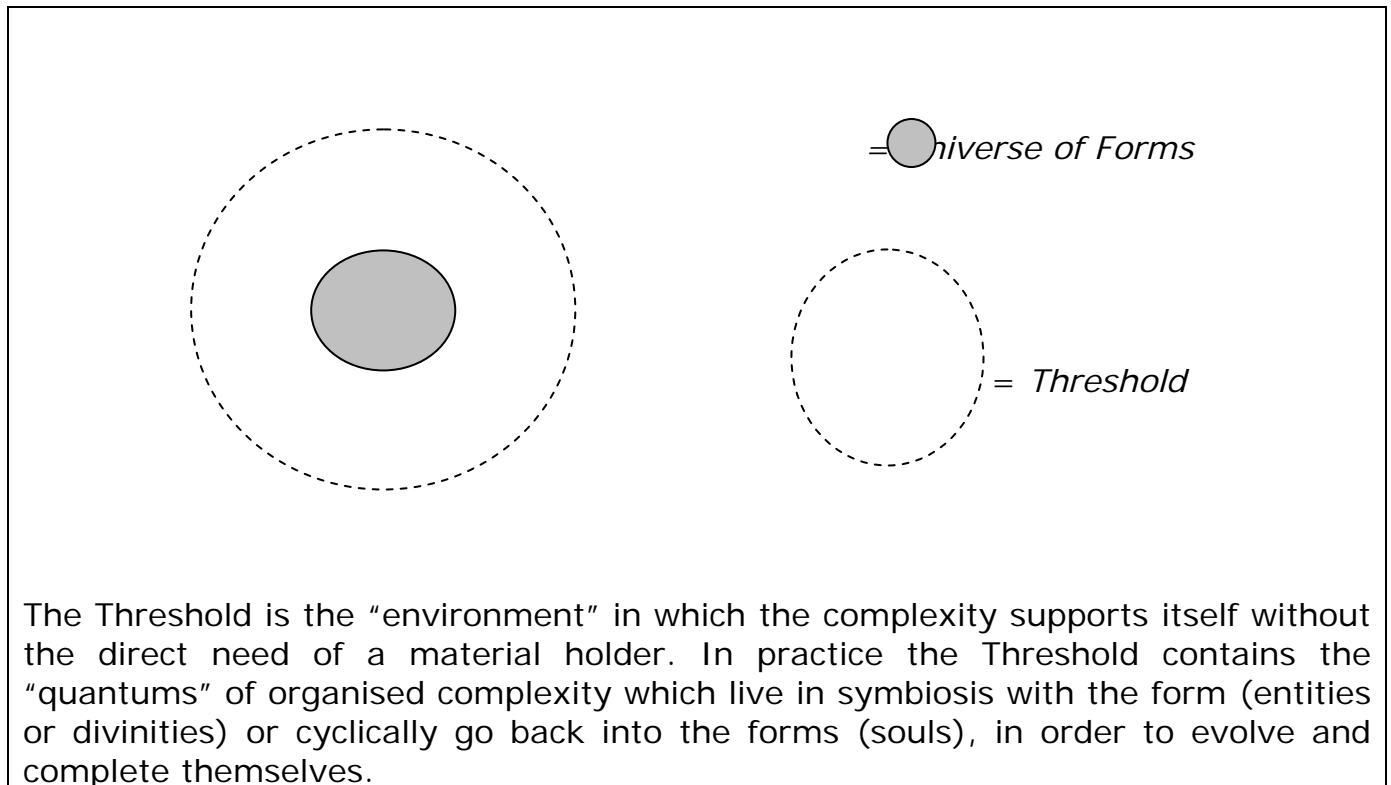 = niverse of Forms
= Threshold
The Threshold is the “environment” in which the complexity supports itself without
the direct need of a material holder. In practice the Threshold contains the
“quantums” of organised complexity which live in symbiosis with the form (entities
or divinities) or cyclically go back into the forms (souls), in order to evolve and
complete themselves.